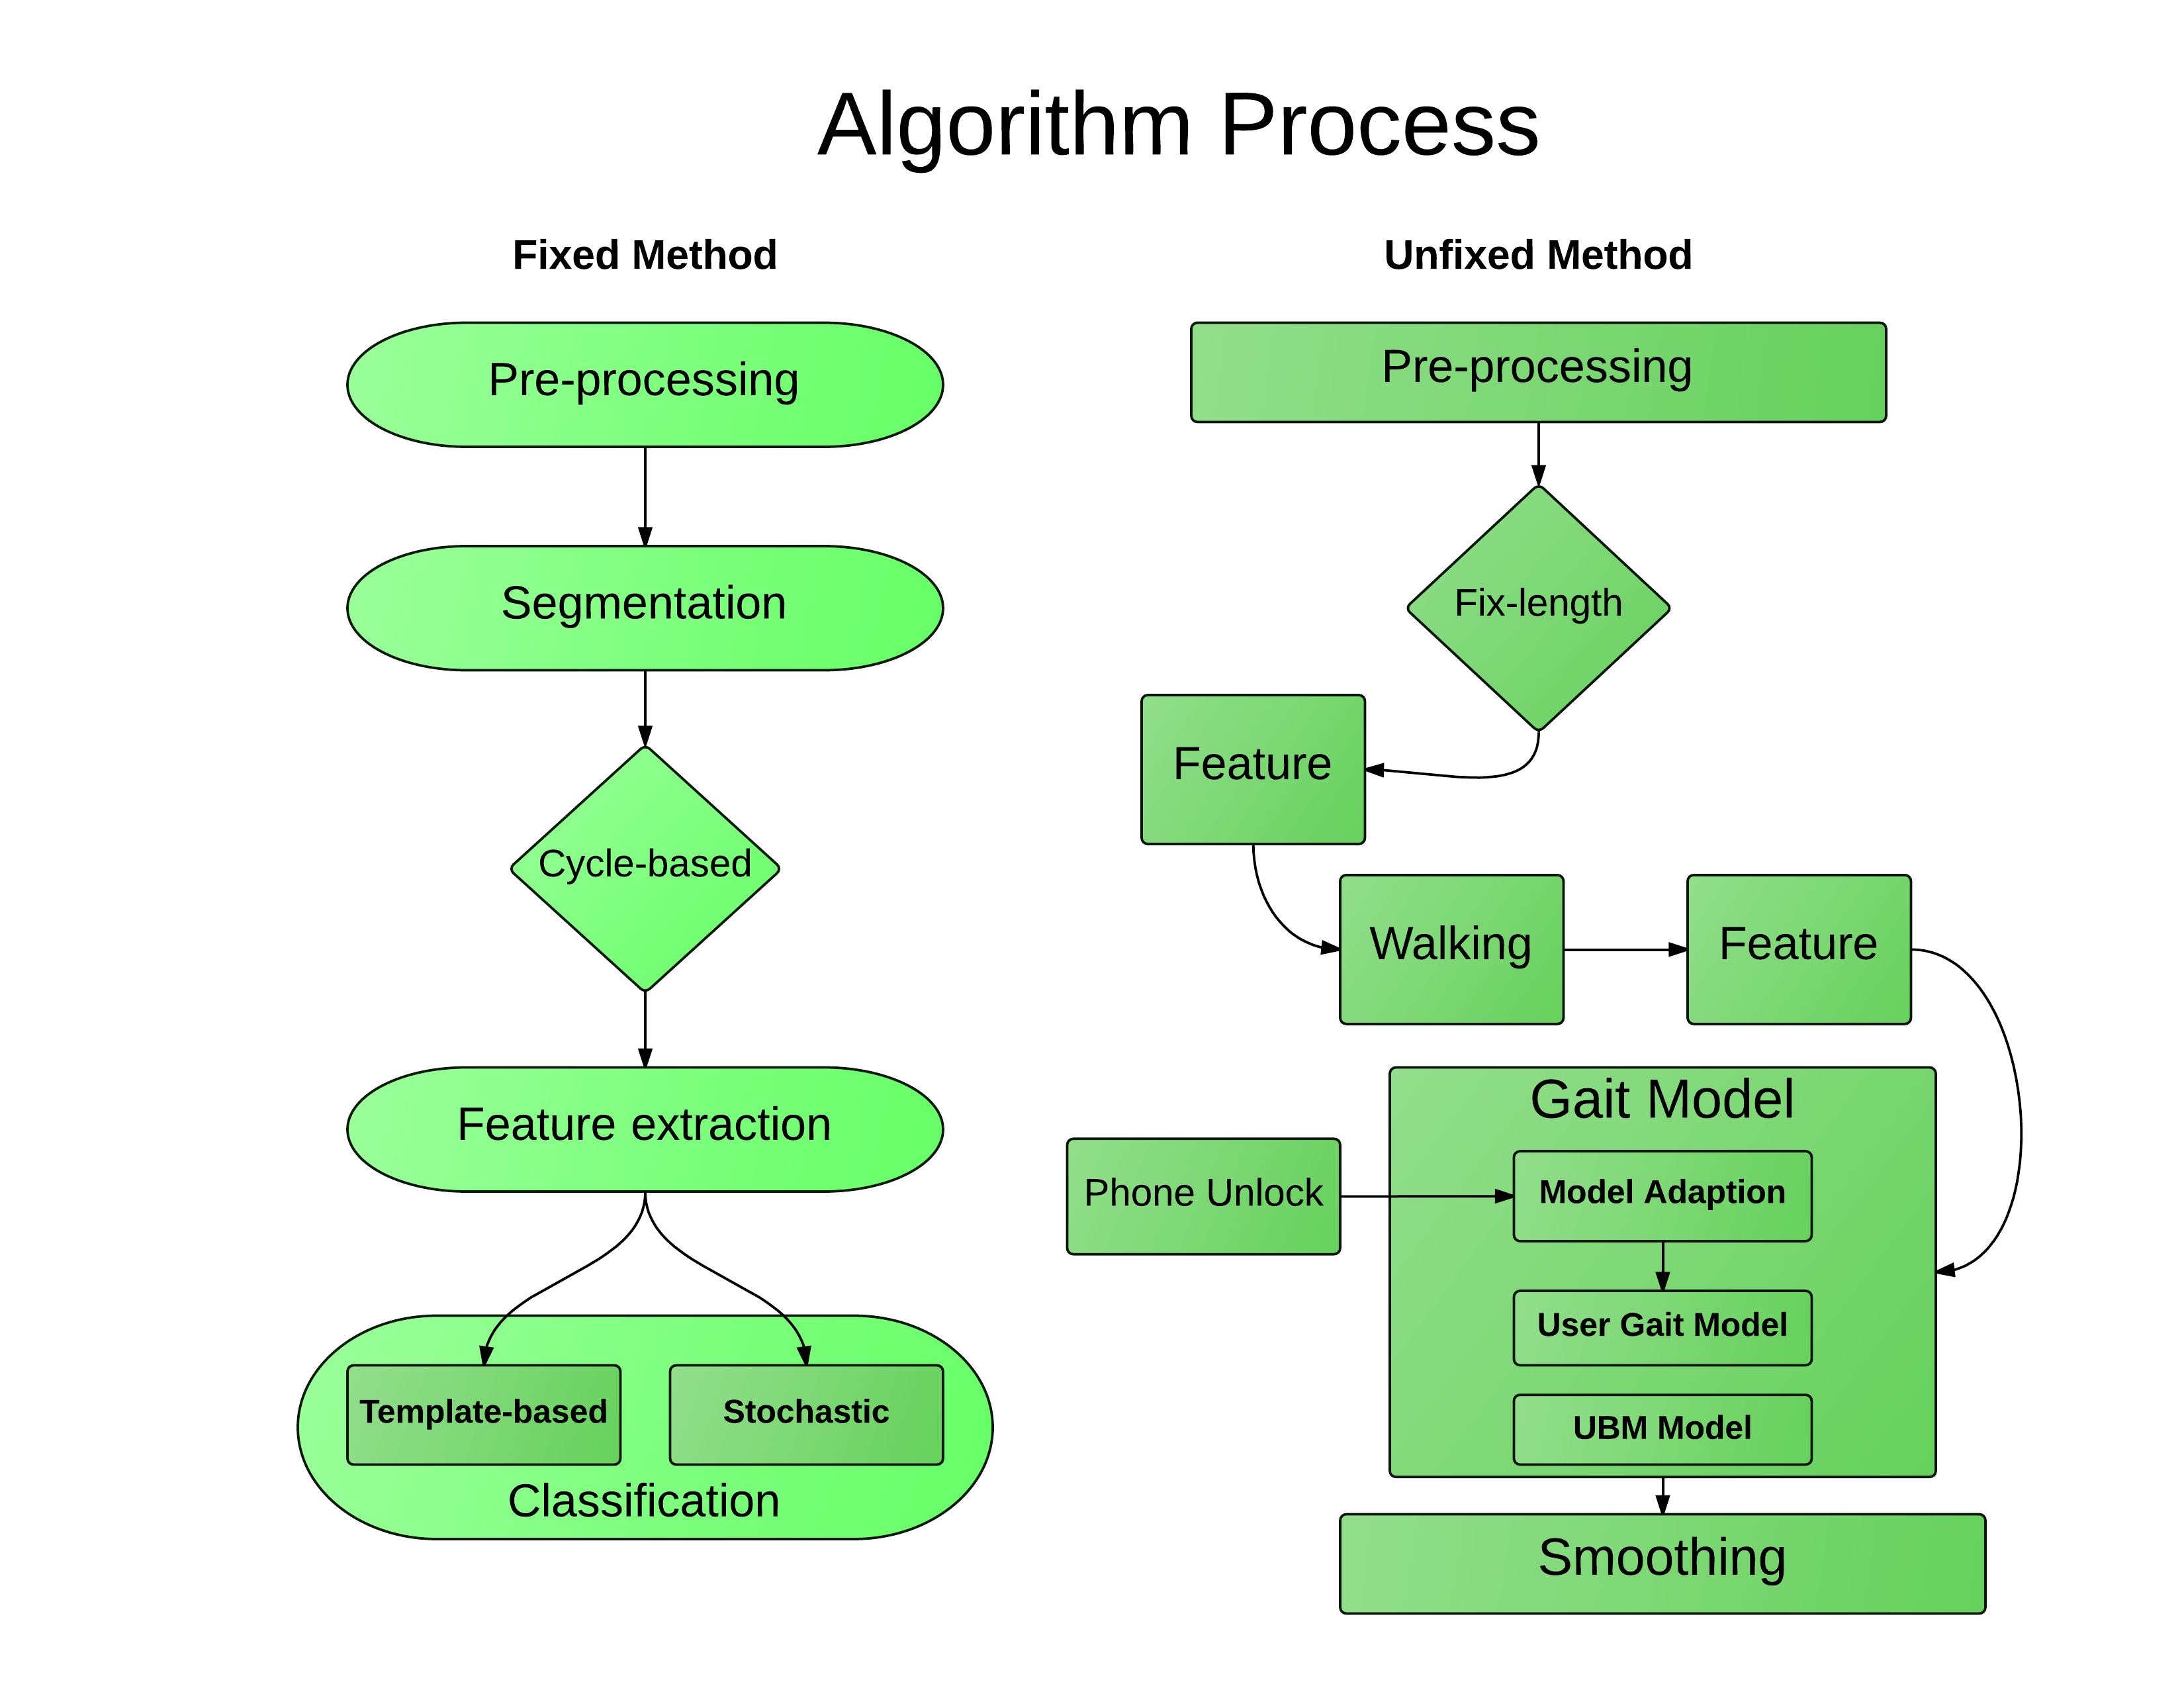 Algorithm Process
Fixed Method
Pre-processing
Segmentation
Cycle-based
Feature extraction
Template-based
Stochastic
Classification
Unfixed Method
Pre-processing
Fix-length
Feature
Walking
Feature
Gait Model
Phone Unlock
Model Adaption
User Gait Model
UBM Model
Smoothing